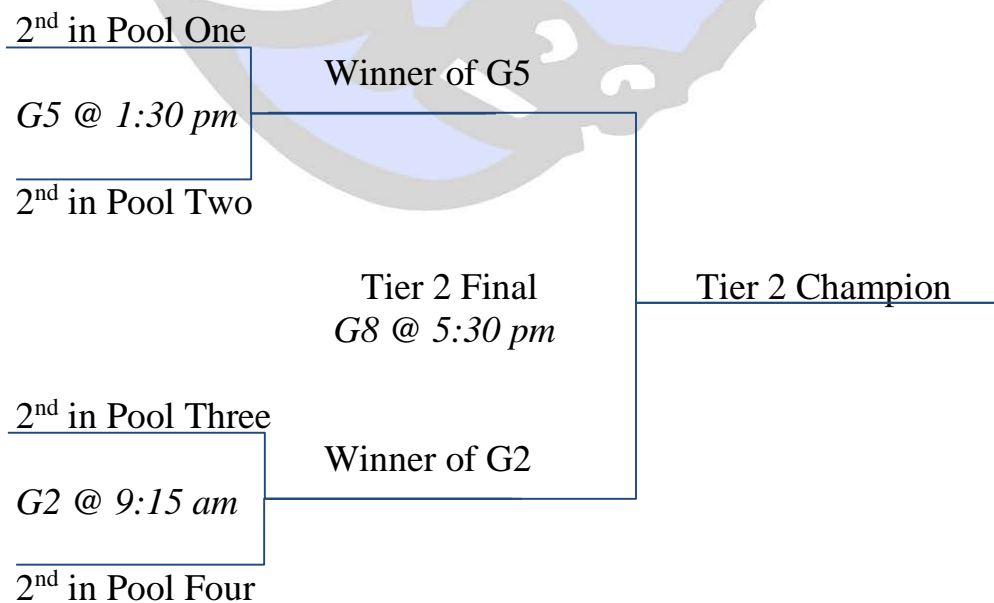 2nd in Pool One
Winner of G5
G5 @ 1:30 pm
2nd in Pool Two
Tier 2 Final
G8 @ 5:30 pm
Tier 2 Champion
2nd in Pool Three
Winner of G2
G2 @ 9:15 am
2nd in Pool Four